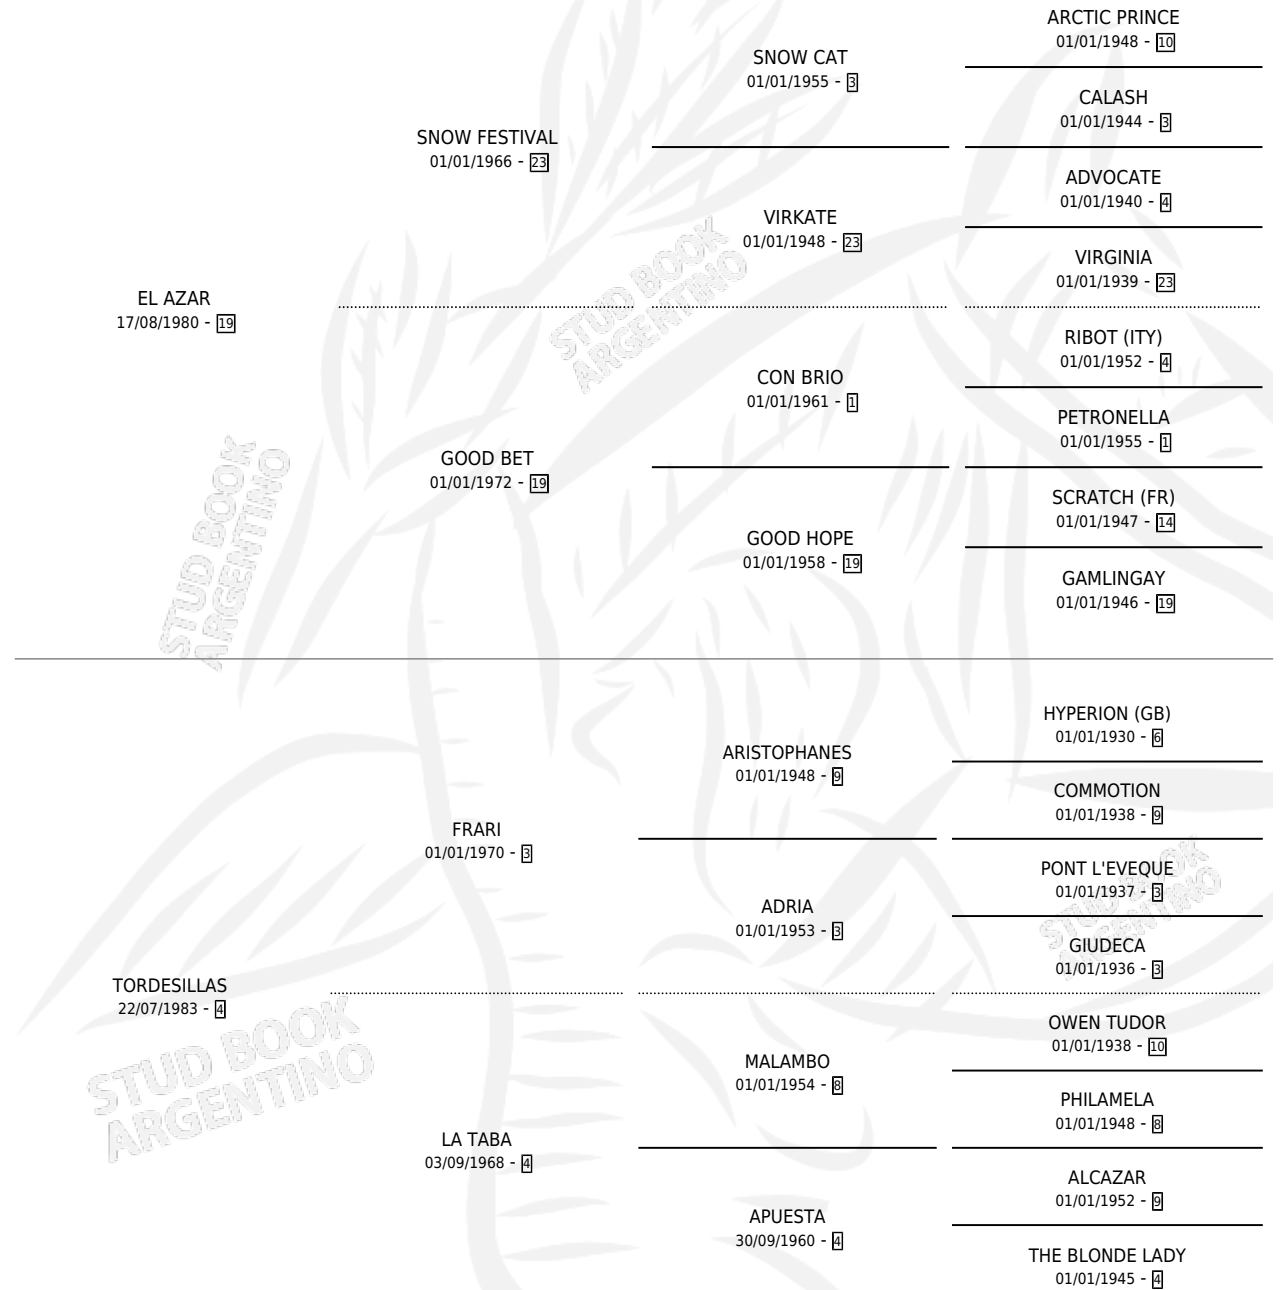 ARCTIC PRINCE
01/01/1948 - 10
SNOW CAT
01/01/1955 - 3
CALASH
01/01/1944 - 3
SNOW FESTIVAL
01/01/1966 - 23
ADVOCATE
01/01/1940 - 4
VIRKATE
01/01/1948 - 23
VIRGINIA
01/01/1939 - 23
EL AZAR
17/08/1980 - 19
RIBOT (ITY)
01/01/1952 - 4
CON BRIO
01/01/1961 - 1
PETRONELLA
01/01/1955 - 1
GOOD BET
01/01/1972 - 19
SCRATCH (FR)
01/01/1947 - 14
GOOD HOPE
01/01/1958 - 19
GAMLINGAY
01/01/1946 - 19
HYPERION (GB)
01/01/1930 - 6
ARISTOPHANES
01/01/1948 - 9
COMMOTION
01/01/1938 - 9
FRARI
01/01/1970 - 3
PONT L'EVEQUE
01/01/1937 - 3
ADRIA
01/01/1953 - 3
GIUDECA
01/01/1936 - 3
TORDESILLAS
22/07/1983 - 4
OWEN TUDOR
01/01/1938 - 10
MALAMBO
01/01/1954 - 8
PHILAMELA
01/01/1948 - 8
LA TABA
03/09/1968 - 4
ALCAZAR
01/01/1952 - 9
APUESTA
30/09/1960 - 4
THE BLONDE LADY
01/01/1945 - 4
STUD BOOK
ARGENTINO
STUD BOOK
ARGENTINO
STUD BOOK
ARGENTINO
STUD BOOK
ARGENTINO